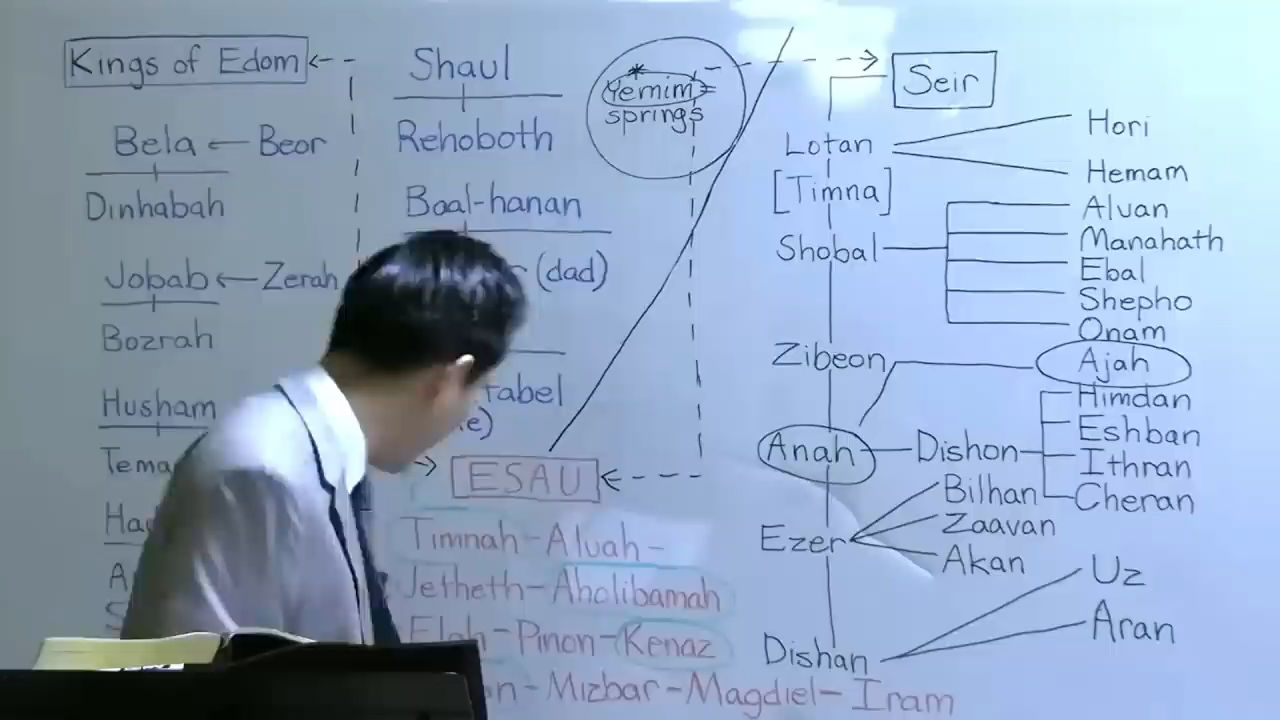 Kings of Edom
Bela ← Beor
Dinhabah
Jobab ← Zerah
Bozrah
Husham
Shaul
Rehoboth
Baal-hanan
(dad)
*Yemim=
springs
ESAU
Timnah-Aluah-
Jetheth-Aholibamah
Elah-Pinon-Kenaz
-Mizbar-Magdiel-Iram
Seir
Lotan
[Timna]
Shobal
Zibeon
Anah
Dishon
Ezer
Dishan
Hori
Hemam
Alvan
Manahath
Ebal
Shepho
Onam
Ajah
Himdan
Eshban
Ithran
Cheran
Bilhan
Zaavan
Akan
Uz
Aran